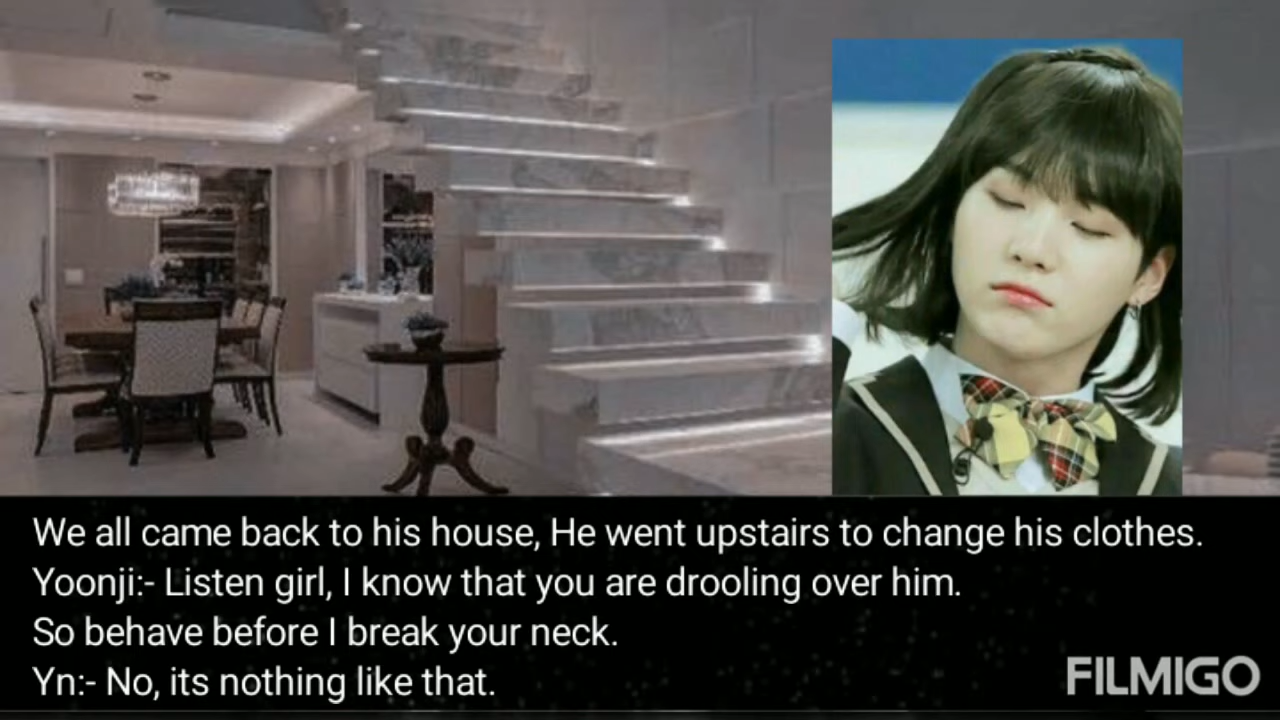 We all came back to his house, He went upstairs to change his clothes.
Yoonji:- Listen girl, I know that you are drooling over him.
So behave before I break your neck.
Yn:- No, its nothing like that.
FILMIGO